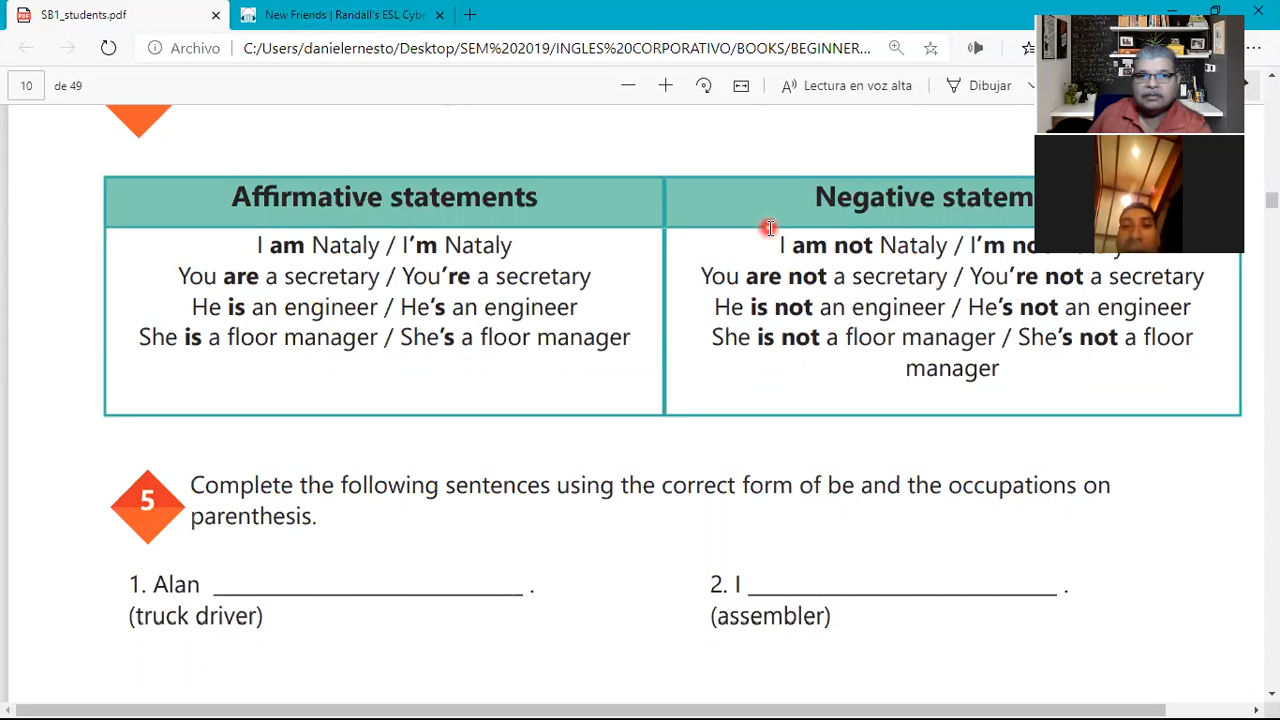 SB1_students.pdf
New Friends | Randall's ESL Cybe
Archivo
C:/Users/danielernesto/Desktop/SEM%202019/INGLES%20CORPORATIVO/BOOKS/BEGINNER...
10 de 49
Lectura en voz alta
Dibujar
Affirmative statements
I am Nataly / I'm Nataly
You are a secretary / You're a secretary
He is an engineer / He's an engineer
She is a floor manager / She's a floor manager
Negative statem
I am not Nataly / I'm no
You are not a secretary / You're not a secretary
He is not an engineer / He's not an engineer
She is not a floor manager / She's not a floor
manager
5
Complete the following sentences using the correct form of be and the occupations on
parenthesis.
1. Alan ____________________________ .
(truck driver)
2. I ____________________________ .
(assembler)